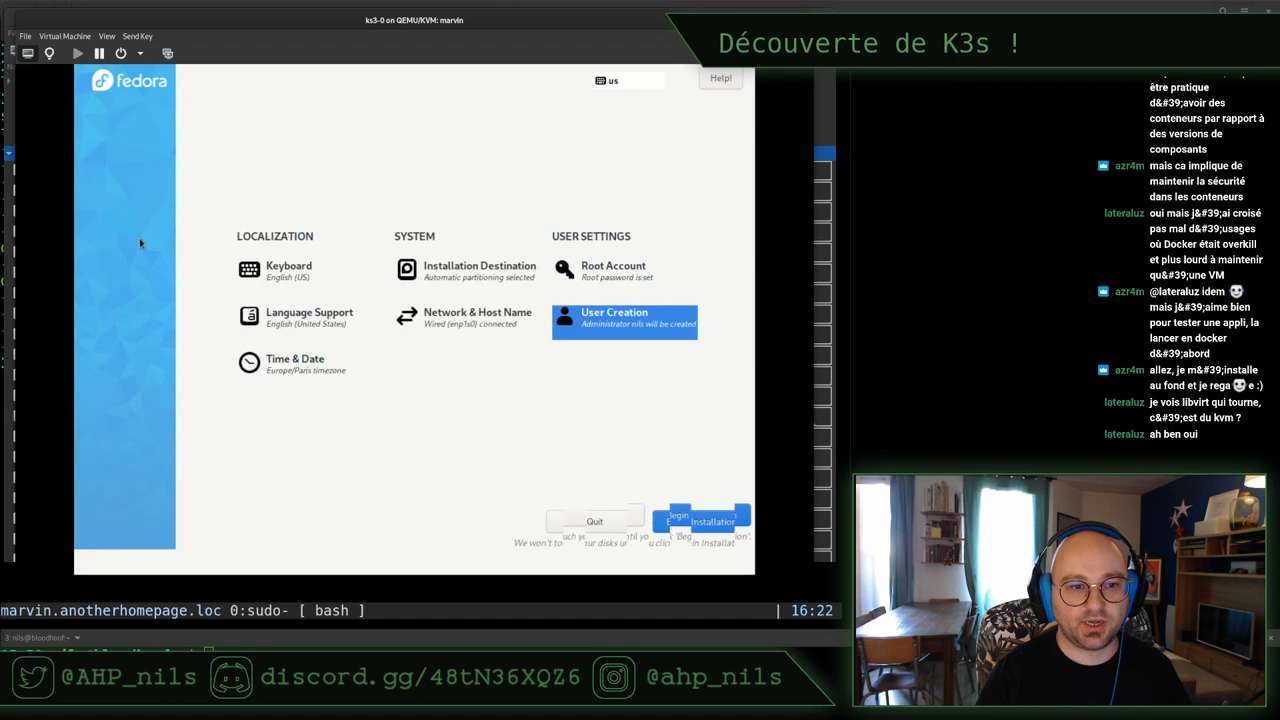 ks3-0 on QEMU/KVM: marvin
File Virtual Machine View Send Key
Découverte de K3s !
fedora
us
Help!
LOCALIZATION
Keyboard
English (US)
Language Support
English (United States)
Time & Date
Europe/Paris timezone
SYSTEM
Installation Destination
Automatic partitioning selected
Network & Host Name
Wired (enp1s0) connected
USER SETTINGS
Root Account
Root password is set
User Creation
Administrator nils will be created
Quit
Begin Installation
être pratique
d&#39;avoir des
conteneurs par rapport à
des versions de
composants
azr4m mais ca implique de
maintenir la sécurité
dans les conteneurs
lateraluz oui mais j&#39;ai croisé
pas mal d&#39;usages
où Docker était overkill
et plus lourd à maintenir
qu&#39;une VM
azr4m @lateraluz idem
mais j&#39;aime bien
pour tester une appli, la
lancer en docker
d&#39;abord
azr4m allez, je m&#39;installe
au fond et je rega e :)
lateraluz je vois libvirt qui tourne,
c&#39;est du kvm ?
lateraluz ah ben oui
marvin.anotherhomepage.loc 0:sudo- [ bash ] | 16:22
3: nils@bloodhoof:~
@AHP_nils discord.gg/48tN36XQZ6 @ahp_nils